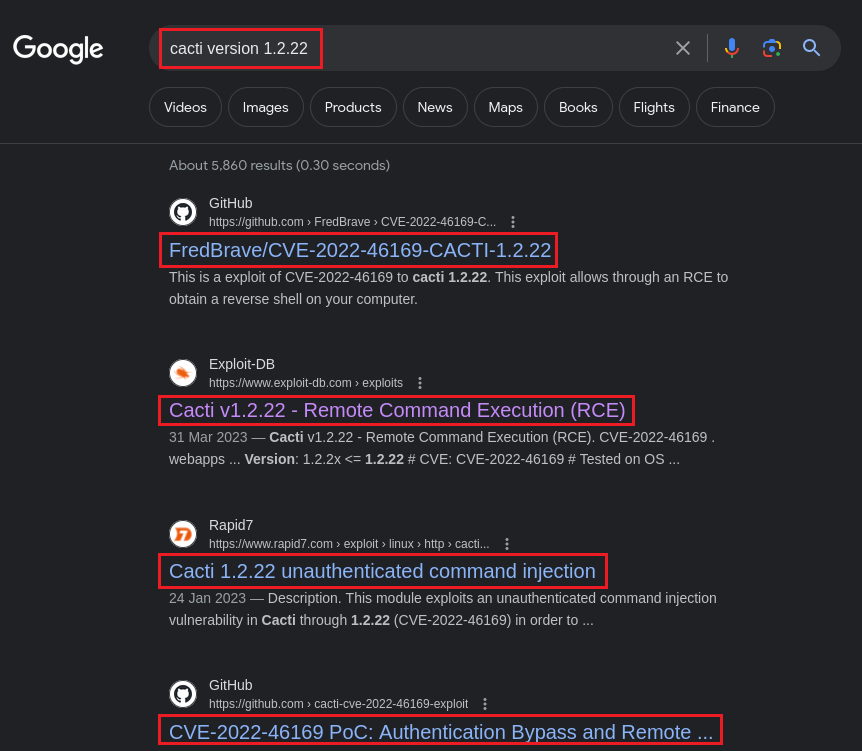 Google
cacti version 1.2.22
Videos Images Products News Maps Books Flights Finance
About 5,860 results (0.30 seconds)
GitHub
https://github.com › FredBrave › CVE-2022-46169-C...
FredBrave/CVE-2022-46169-CACTI-1.2.22
This is a exploit of CVE-2022-46169 to cacti 1.2.22. This exploit allows through an RCE to
obtain a reverse shell on your computer.
Exploit-DB
https://www.exploit-db.com › exploits
Cacti v1.2.22 - Remote Command Execution (RCE)
31 Mar 2023 — Cacti v1.2.22 - Remote Command Execution (RCE). CVE-2022-46169 .
webapps ... Version: 1.2.2x <= 1.2.22 # CVE: CVE-2022-46169 # Tested on OS ...
Rapid7
https://www.rapid7.com › exploit › linux › http › cacti...
Cacti 1.2.22 unauthenticated command injection
24 Jan 2023 — Description. This module exploits an unauthenticated command injection
vulnerability in Cacti through 1.2.22 (CVE-2022-46169) in order to ...
GitHub
https://github.com › cacti-cve-2022-46169-exploit
CVE-2022-46169 PoC: Authentication Bypass and Remote ...